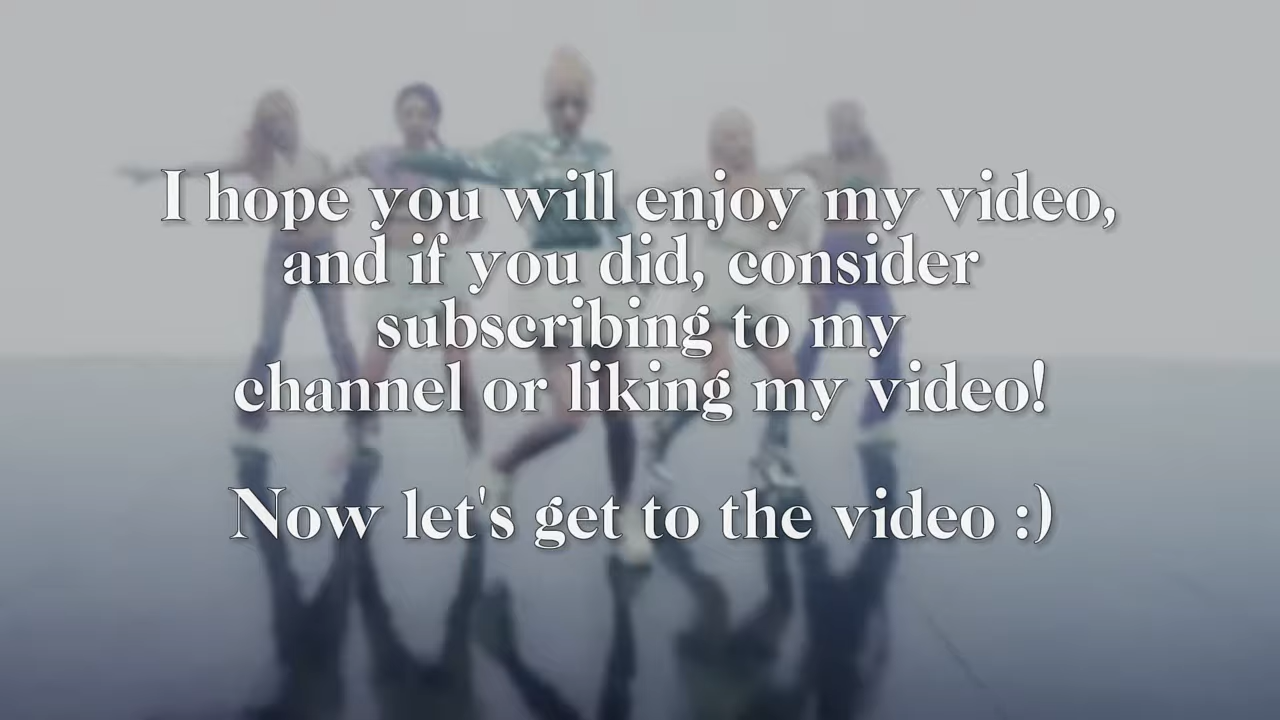 I hope you will enjoy my video,
and if you did, consider
subscribing to my
channel or liking my video!
Now let's get to the video :)